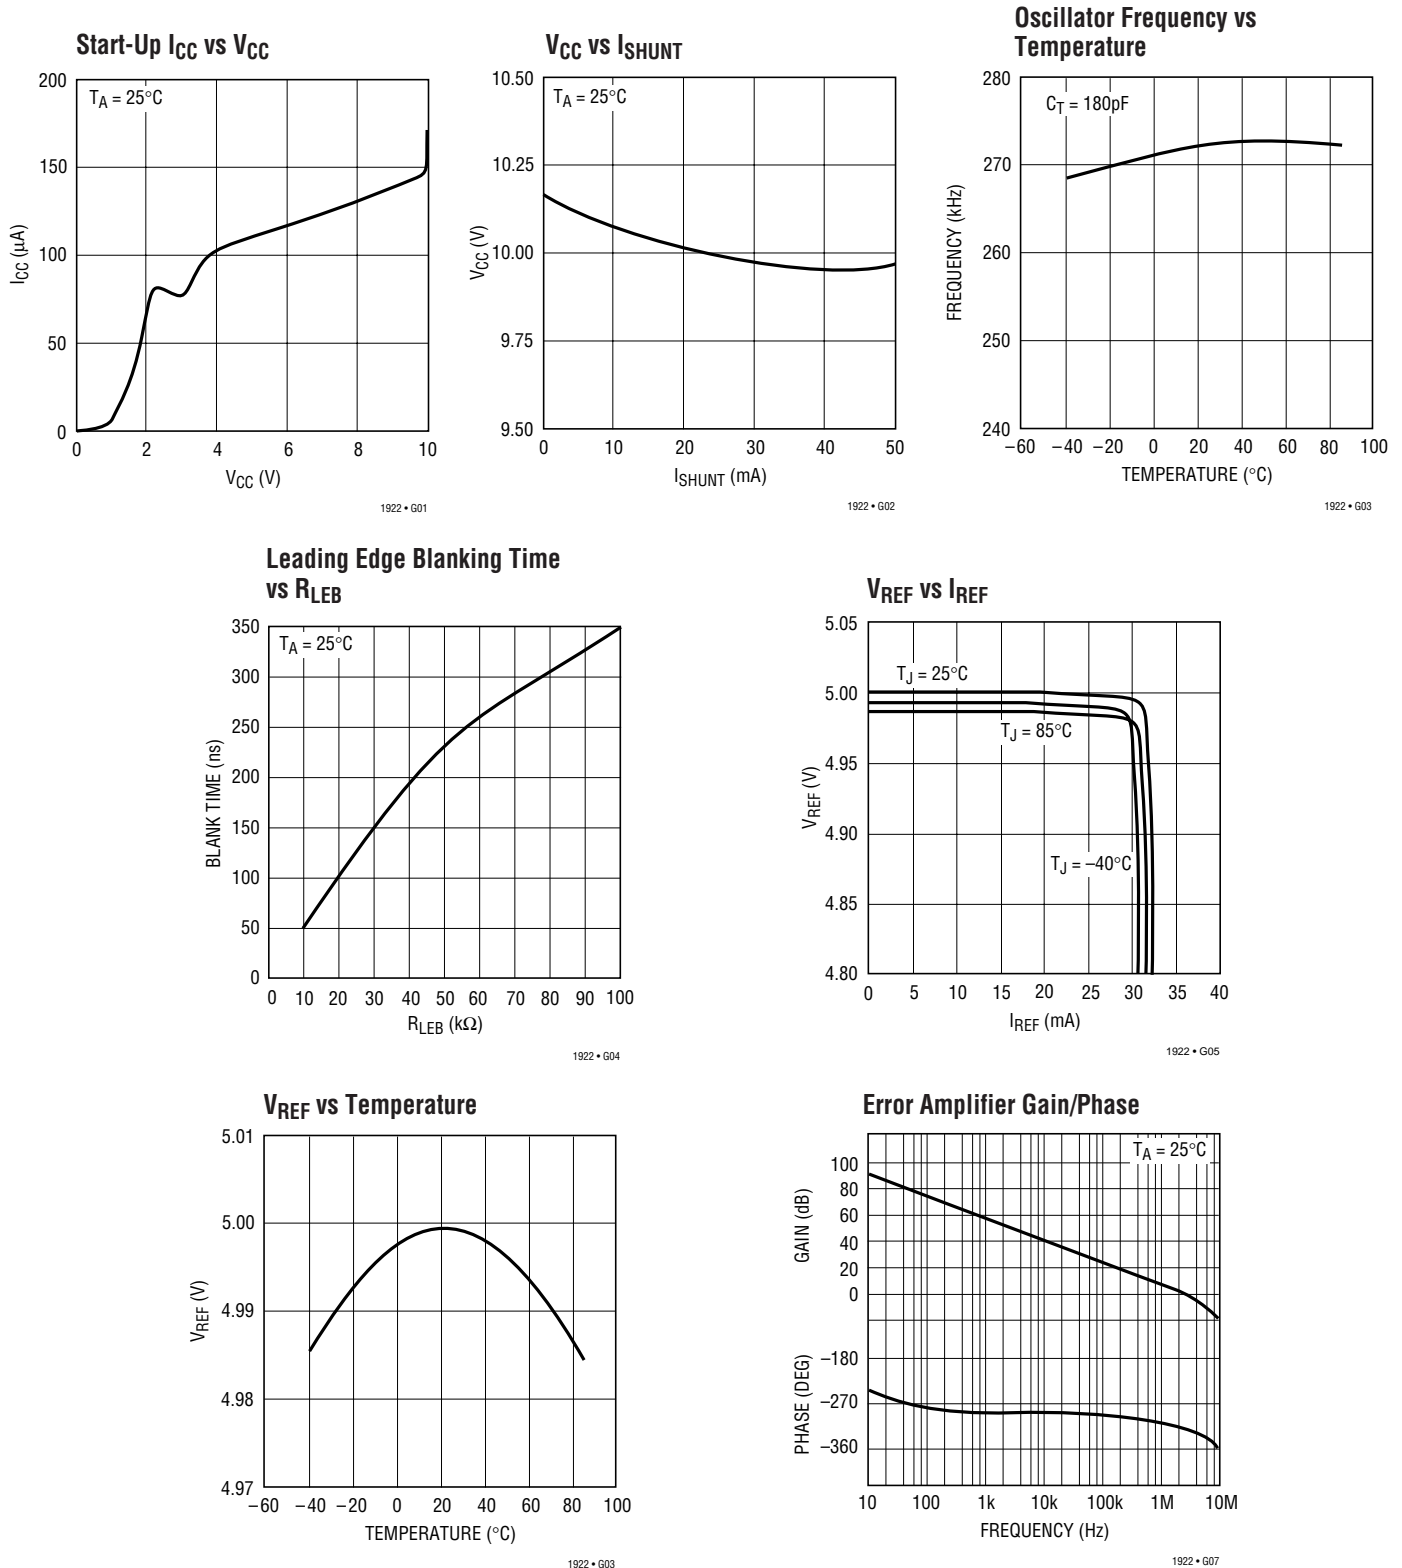 Start-Up ICC vs VCC
TA = 25°C
200
150
100
50
0
ICC (µA)
0 2 4 6 8 10
VCC (V)
1922 • G01
VCC vs ISHUNT
TA = 25°C
10.50
10.25
10.00
9.75
9.50
VCC (V)
0 10 20 30 40 50
ISHUNT (mA)
1922 • G02
Oscillator Frequency vs
Temperature
CT = 180pF
280
270
260
250
240
FREQUENCY (kHz)
–60 –40 –20 0 20 40 60 80 100
TEMPERATURE (°C)
1922 • G03
Leading Edge Blanking Time
vs RLEB
TA = 25°C
350
300
250
200
150
100
50
0
BLANK TIME (ns)
0 10 20 30 40 50 60 70 80 90 100
RLEB (kΩ)
1922 • G04
VREF vs IREF
5.05
5.00
4.95
4.90
4.85
4.80
VREF (V)
TJ = 25°C
TJ = 85°C
TJ = –40°C
0 5 10 15 20 25 30 35 40
IREF (mA)
1922 • G05
VREF vs Temperature
5.01
5.00
4.99
4.98
4.97
VREF (V)
–60 –40 –20 0 20 40 60 80 100
TEMPERATURE (°C)
1922 • G03
Error Amplifier Gain/Phase
TA = 25°C
100
80
60
40
20
0
GAIN (dB)
–180
–270
–360
PHASE (DEG)
10 100 1k 10k 100k 1M 10M
FREQUENCY (Hz)
1922 • G07